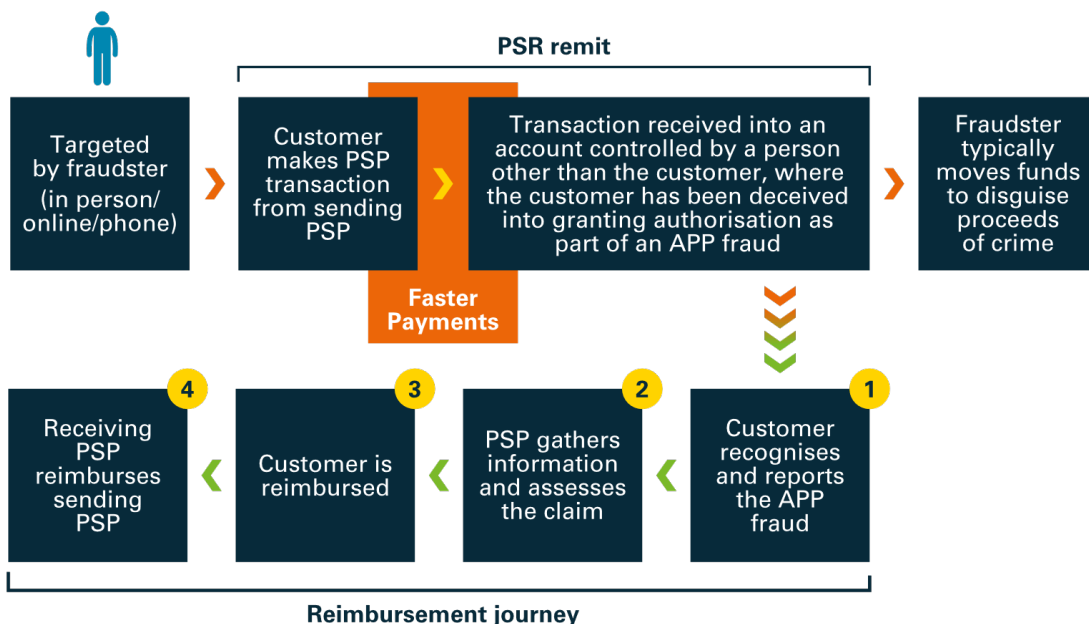 PSR remit
Targeted
by fraudster
(in person/
online/phone)
Customer
makes PSP
transaction
from sending
PSP
Transaction received into an
account controlled by a person
other than the customer, where
the customer has been deceived
into granting authorisation as
part of an APP fraud
Fraudster
typically
moves funds
to disguise
proceeds
of crime
Faster
Payments
1
Customer
recognises
and reports
the APP
fraud
2
PSP gathers
information
and assesses
the claim
3
Customer is
reimbursed
4
Receiving
PSP
reimburses
sending
PSP
Reimbursement journey